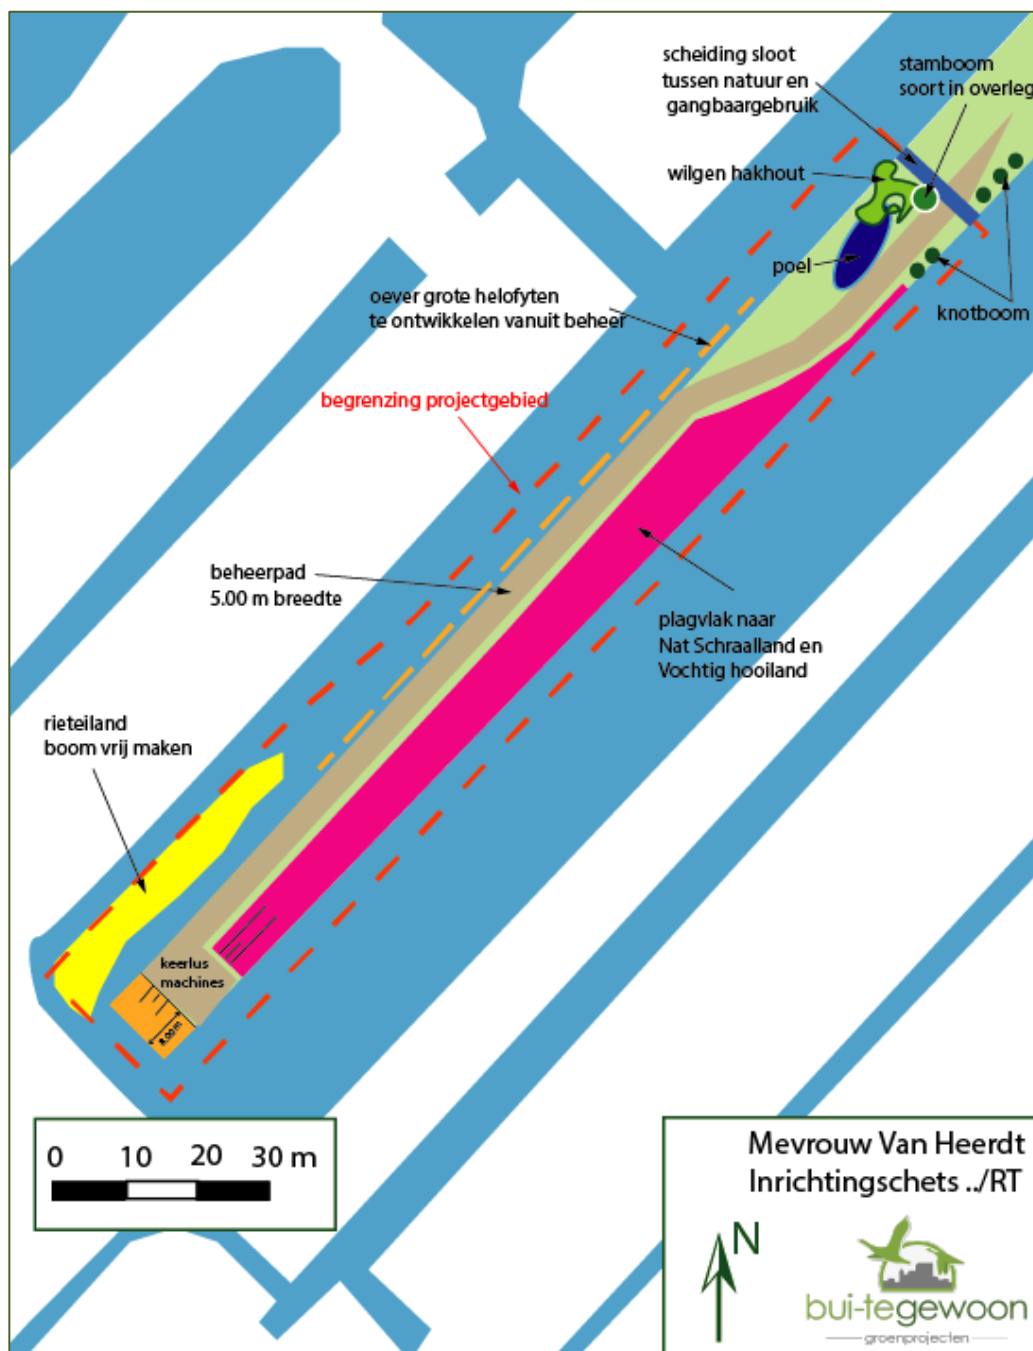 scheiding sloot
tussen natuur en
gangbaargebruik
stamboom
soort in overleg
wilgen hakhout
poel
knotboom
oever grote helofyten
te ontwikkelen vanuit beheer
begrenzing projectgebied
beheerpad
5.00 m breedte
plagvlak naar
Nat Schraalland en
Vochtig hooiland
rieteiland
boom vrij maken
keerlus
machines
8.00 m
0 10 20 30 m
Mevrouw Van Heerdt
Inrichtingschets ../RT
N
bui-tegewoon
groenprojecten